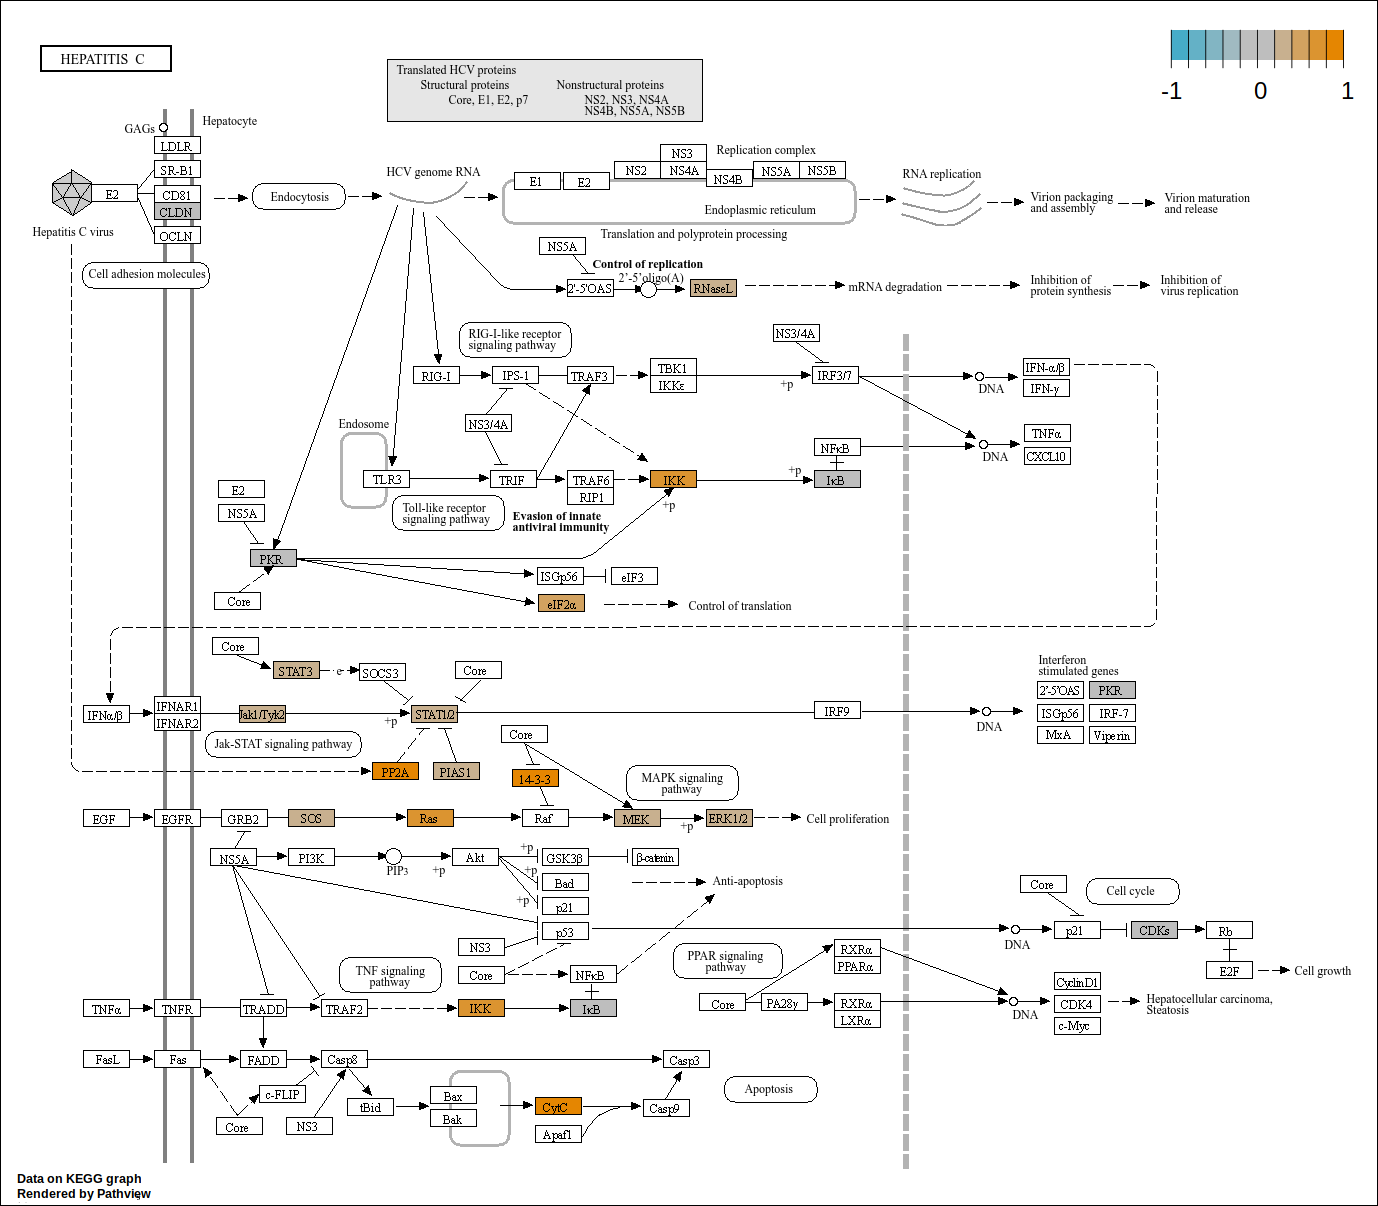 HEPATITIS C
-1
0
1
Translated HCV proteins
Structural proteins
Nonstructural proteins
Core, E1, E2, p7
NS2, NS3, NS4A
NS4B, NS5A, NS5B
GAGs
Hepatocyte
LDLR
SR-B1
E2
CD81
CLDN
OCLN
Hepatitis C virus
Cell adhesion molecules
Endocytosis
HCV genome RNA
E1
E2
NS2
NS3
NS4A
NS4B
NS5A
NS5B
Replication complex
Endoplasmic reticulum
Translation and polyprotein processing
RNA replication
Virion packaging
and assembly
Virion maturation
and release
NS5A
Control of replication
2'-5'oligo(A)
2'-5'OAS
RNaseL
mRNA degradation
Inhibition of
protein synthesis
Inhibition of
virus replication
RIG-I-like receptor
signaling pathway
NS3/4A
RIG-I
IPS-1
TRAF3
TBK1
IKKε
+p
IRF3/7
DNA
IFN-α/β
IFN-γ
NS3/4A
Endosome
TLR3
TRIF
TRAF6
RIP1
IKK
+p
+p
NFκB
IκB
DNA
TNFα
CXCL10
Toll-like receptor
signaling pathway
Evasion of innate
antiviral immunity
E2
NS5A
PKR
Core
ISGp56
eIF3
eIF2α
Control of translation
Core
STAT3
e
SOCS3
Core
IFNα/β
IFNAR1
IFNAR2
Jak1/Tyk2
+p
STAT1/2
IRF9
DNA
Interferon
stimulated genes
2'-5'OAS
PKR
ISGp56
IRF-7
MxA
Viperin
Jak-STAT signaling pathway
PP2A
PIAS1
Core
14-3-3
MAPK signaling
pathway
EGF
EGFR
GRB2
SOS
Ras
Raf
MEK
+p
ERK1/2
Cell proliferation
NS5A
PI3K
PIP3
+p
Akt
+p
+p
+p
GSK3β
β-catenin
Bad
p21
p53
Anti-apoptosis
NS3
Core
NFκB
Core
Cell cycle
DNA
p21
CDKs
Rb
E2F
Cell growth
TNF signaling
pathway
TNFα
TNFR
TRADD
TRAF2
IKK
IκB
PPAR signaling
pathway
Core
PA28γ
RXRα
PPARα
RXRα
LXRα
DNA
CyclinD1
CDK4
c-Myc
Hepatocellular carcinoma,
Steatosis
FasL
Fas
FADD
Casp8
Casp3
c-FLIP
Core
NS3
tBid
Bax
Bak
CytC
Apaf1
Casp9
Apoptosis
Data on KEGG graph
Rendered by Pathview